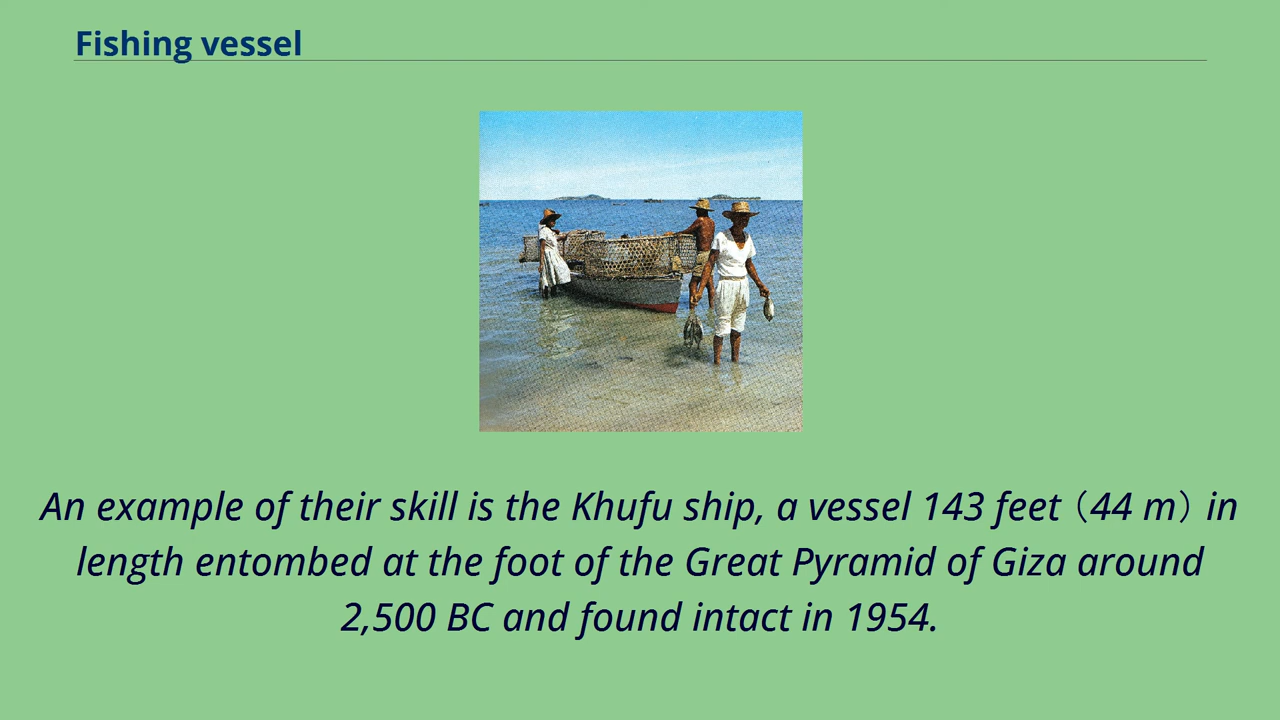 Fishing vessel
An example of their skill is the Khufu ship, a vessel 143 feet（44 m）in
length entombed at the foot of the Great Pyramid of Giza around
2,500 BC and found intact in 1954.